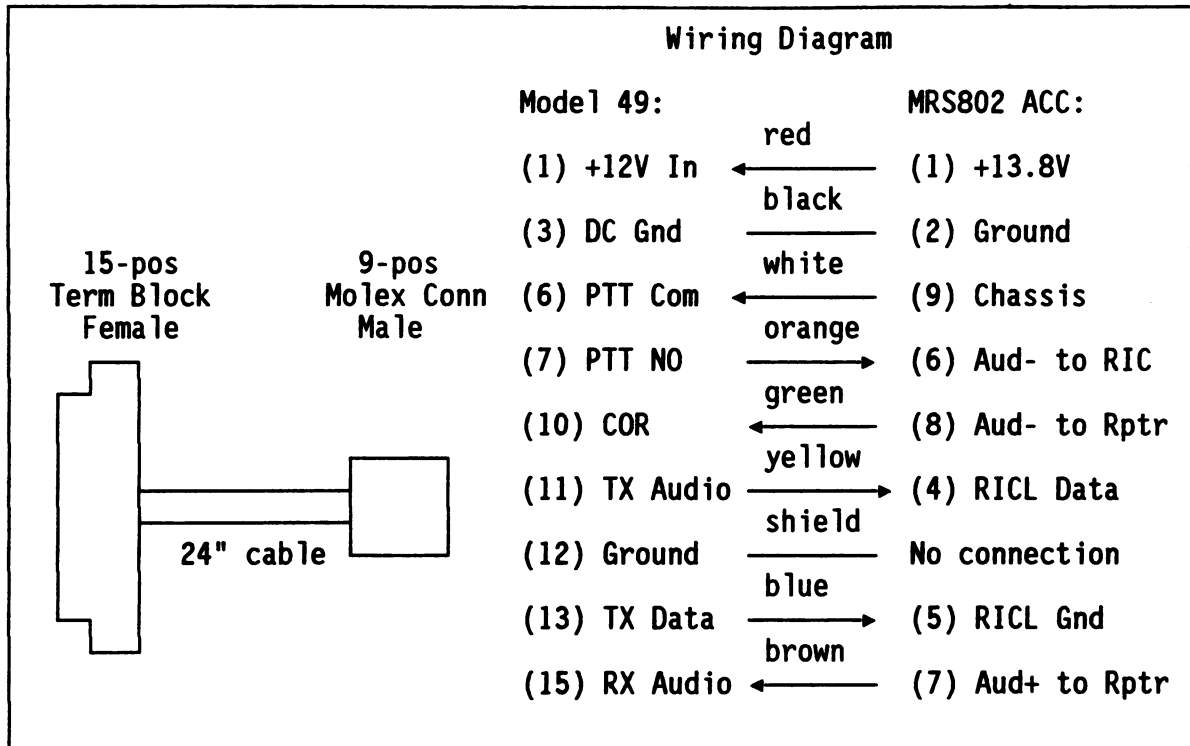 Wiring Diagram
Model 49:
MRS802 ACC:
red
(1) +12V In
(1) +13.8V
black
(3) DC Gnd
(2) Ground
white
(6) PTT Com
(9) Chassis
orange
(7) PTT NO
(6) Aud- to RIC
green
(10) COR
(8) Aud- to Rptr
yellow
(11) TX Audio
(4) RICL Data
shield
(12) Ground
No connection
blue
(13) TX Data
(5) RICL Gnd
brown
(15) RX Audio
(7) Aud+ to Rptr
15-pos
Term Block
Female
9-pos
Molex Conn
Male
24" cable